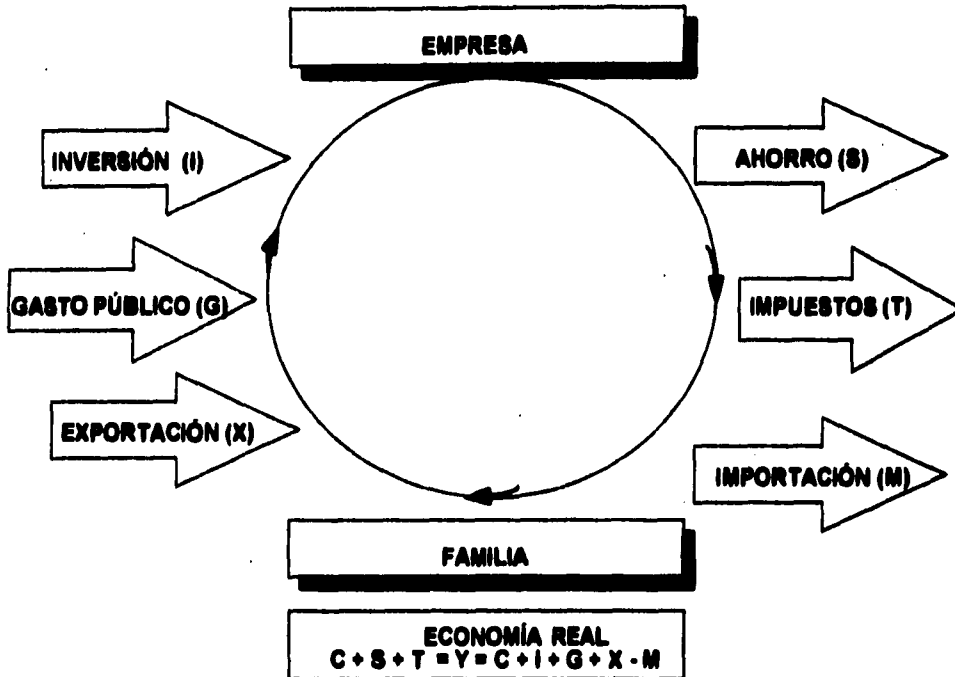 EMPRESA
INVERSIÓN (I)
AHORRO (S)
GASTO PÚBLICO (G)
IMPUESTOS (T)
EXPORTACIÓN (X)
IMPORTACIÓN (M)
FAMILIA
ECONOMÍA REAL
C + S + T = Y = C + I + G + X - M